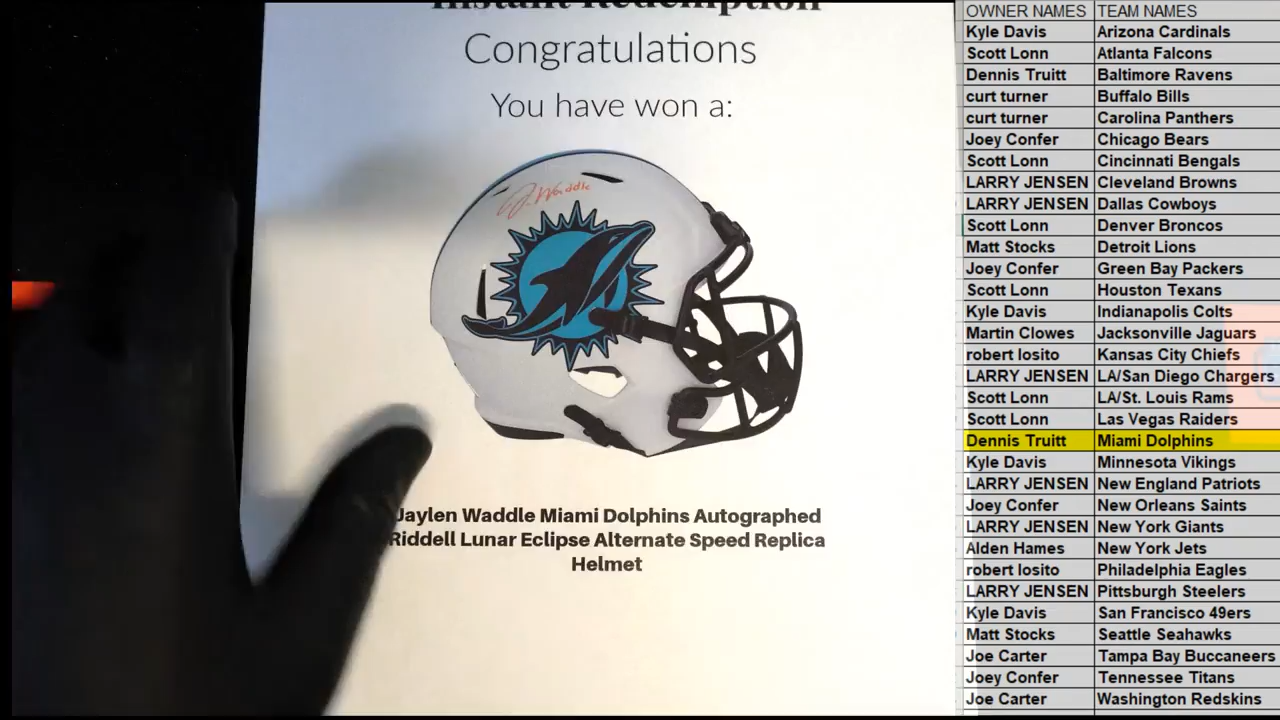 Instant Redemption
Congratulations
You have won a:
J. Waddle
Jaylen Waddle Miami Dolphins Autographed
Riddell Lunar Eclipse Alternate Speed Replica
Helmet
OWNER NAMES TEAM NAMES
Kyle Davis Arizona Cardinals
Scott Lonn Atlanta Falcons
Dennis Truitt Baltimore Ravens
curt turner Buffalo Bills
curt turner Carolina Panthers
Joey Confer Chicago Bears
Scott Lonn Cincinnati Bengals
LARRY JENSEN Cleveland Browns
LARRY JENSEN Dallas Cowboys
Scott Lonn Denver Broncos
Matt Stocks Detroit Lions
Joey Confer Green Bay Packers
Scott Lonn Houston Texans
Kyle Davis Indianapolis Colts
Martin Clowes Jacksonville Jaguars
robert losito Kansas City Chiefs
LARRY JENSEN LA/San Diego Chargers
Scott Lonn LA/St. Louis Rams
Scott Lonn Las Vegas Raiders
Dennis Truitt Miami Dolphins
Kyle Davis Minnesota Vikings
LARRY JENSEN New England Patriots
Joey Confer New Orleans Saints
LARRY JENSEN New York Giants
Alden Hames New York Jets
robert losito Philadelphia Eagles
LARRY JENSEN Pittsburgh Steelers
Kyle Davis San Francisco 49ers
Matt Stocks Seattle Seahawks
Joe Carter Tampa Bay Buccaneers
Joey Confer Tennessee Titans
Joe Carter Washington Redskins